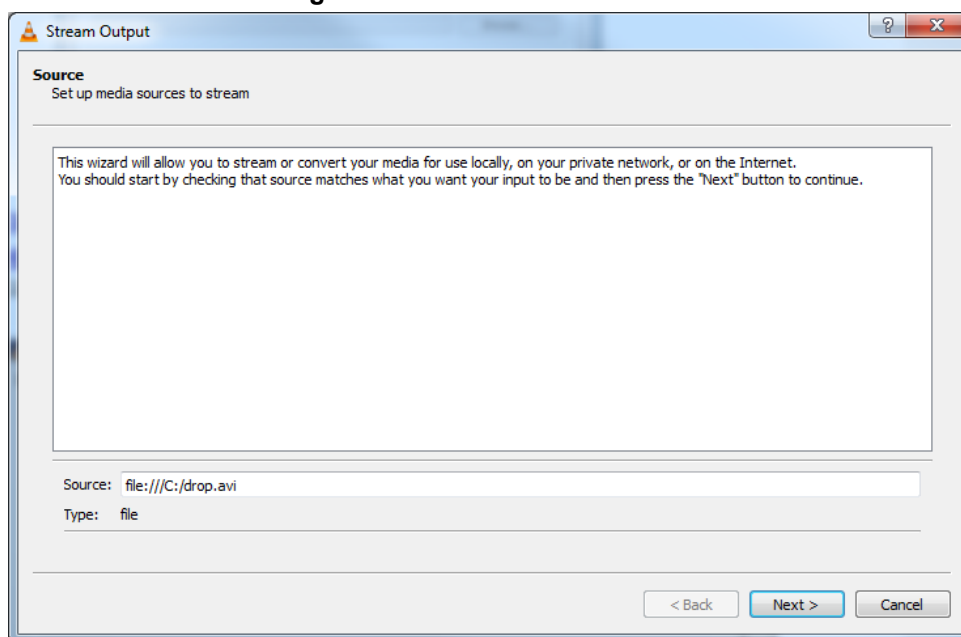 Stream Output
Source
Set up media sources to stream
This wizard will allow you to stream or convert your media for use locally, on your private network, or on the Internet.
You should start by checking that source matches what you want your input to be and then press the "Next" button to continue.
Source: file:///C:/drop.avi
Type: file
< Back Next > Cancel